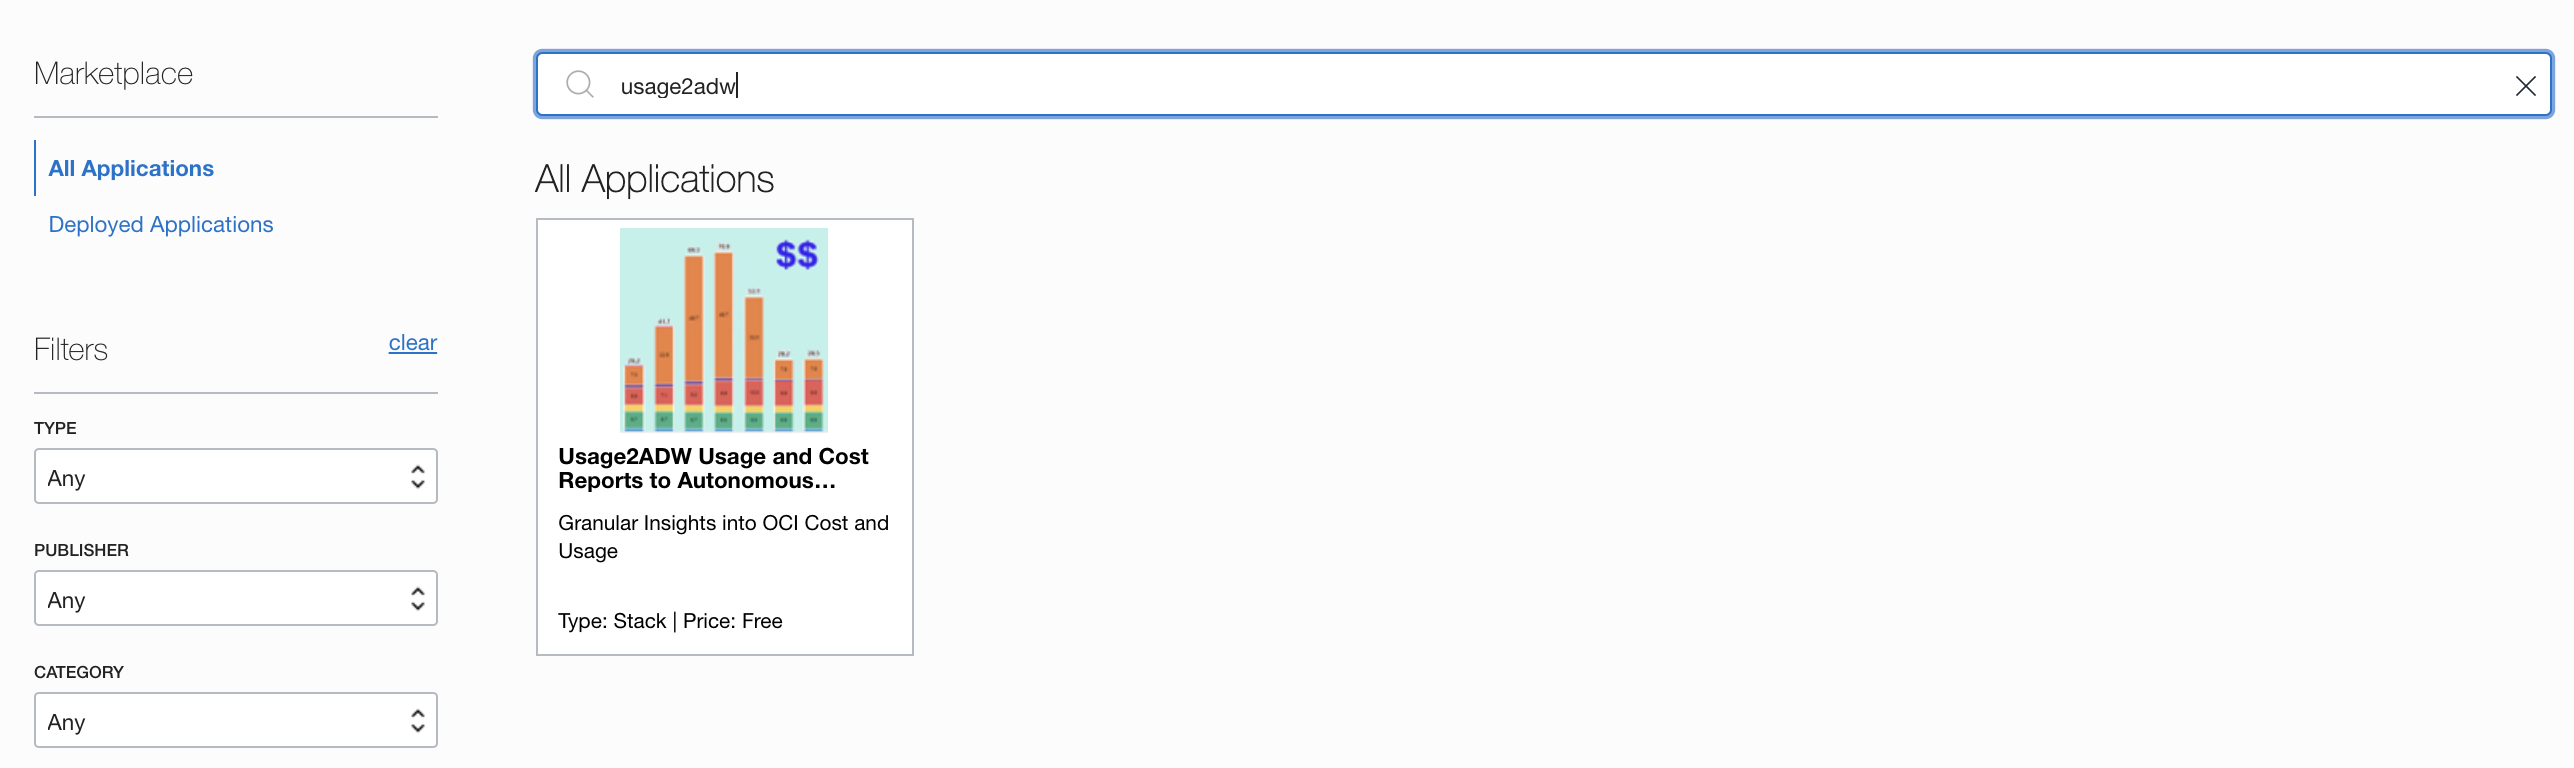 Marketplace
All Applications
Deployed Applications
Filters
clear
TYPE
Any
PUBLISHER
Any
CATEGORY
Any
usage2adw
All Applications
$$
Usage2ADW Usage and Cost
Reports to Autonomous...
Granular Insights into OCI Cost and
Usage
Type: Stack | Price: Free